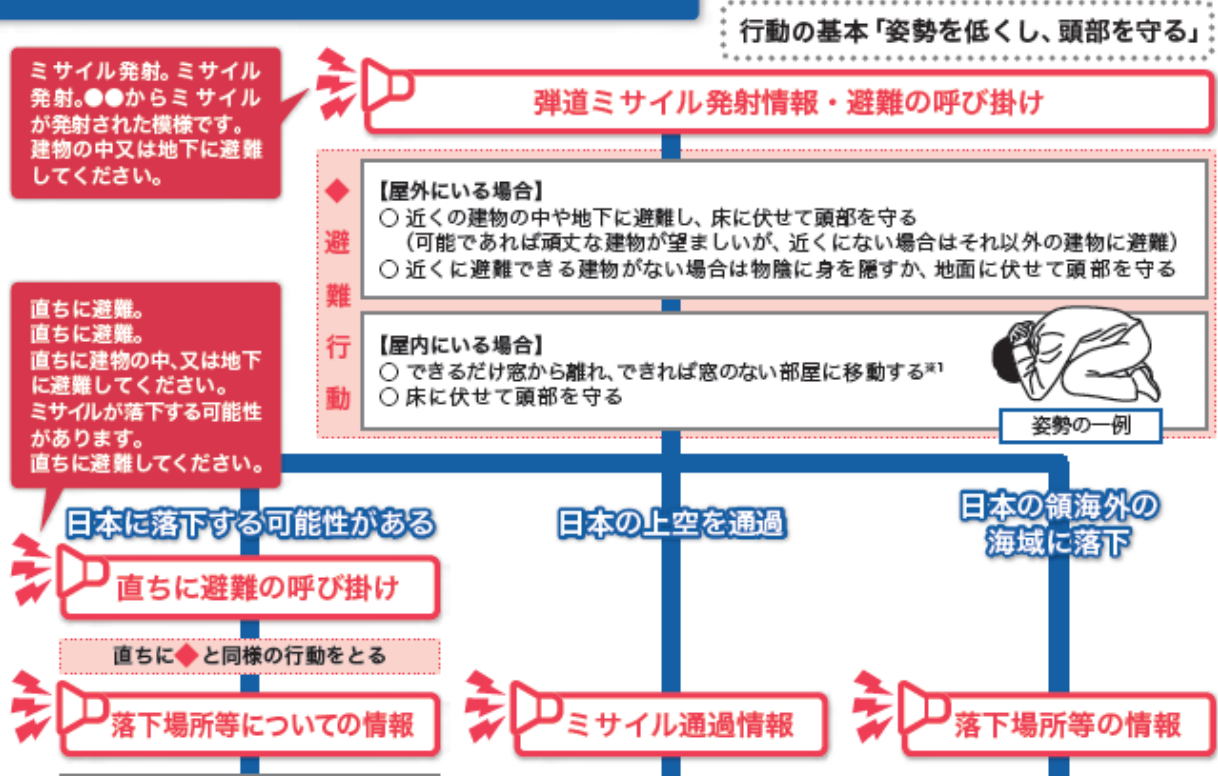 行動の基本「姿勢を低くし、頭部を守る」
ミサイル発射。ミサイル
発射。●●からミサイル
が発射された模様です。
建物の中又は地下に避難
してください。
弾道ミサイル発射情報・避難の呼び掛け
◆避難行動
【屋外にいる場合】
○ 近くの建物の中や地下に避難し、床に伏せて頭部を守る
(可能であれば頑丈な建物が望ましいが、近くにない場合はそれ以外の建物に避難)
○ 近くに避難できる建物がない場合は物陰に身を隠すか、地面に伏せて頭部を守る
【屋内にいる場合】
○ できるだけ窓から離れ、できれば窓のない部屋に移動する※1
○ 床に伏せて頭部を守る
姿勢の一例
直ちに避難。
直ちに避難。
直ちに建物の中、又は地下
に避難してください。
ミサイルが落下する可能性
があります。
直ちに避難してください。
日本に落下する可能性がある
直ちに避難の呼び掛け
直ちに◆と同様の行動をとる
落下場所等についての情報
日本の上空を通過
ミサイル通過情報
日本の領海外の
海域に落下
落下場所等の情報